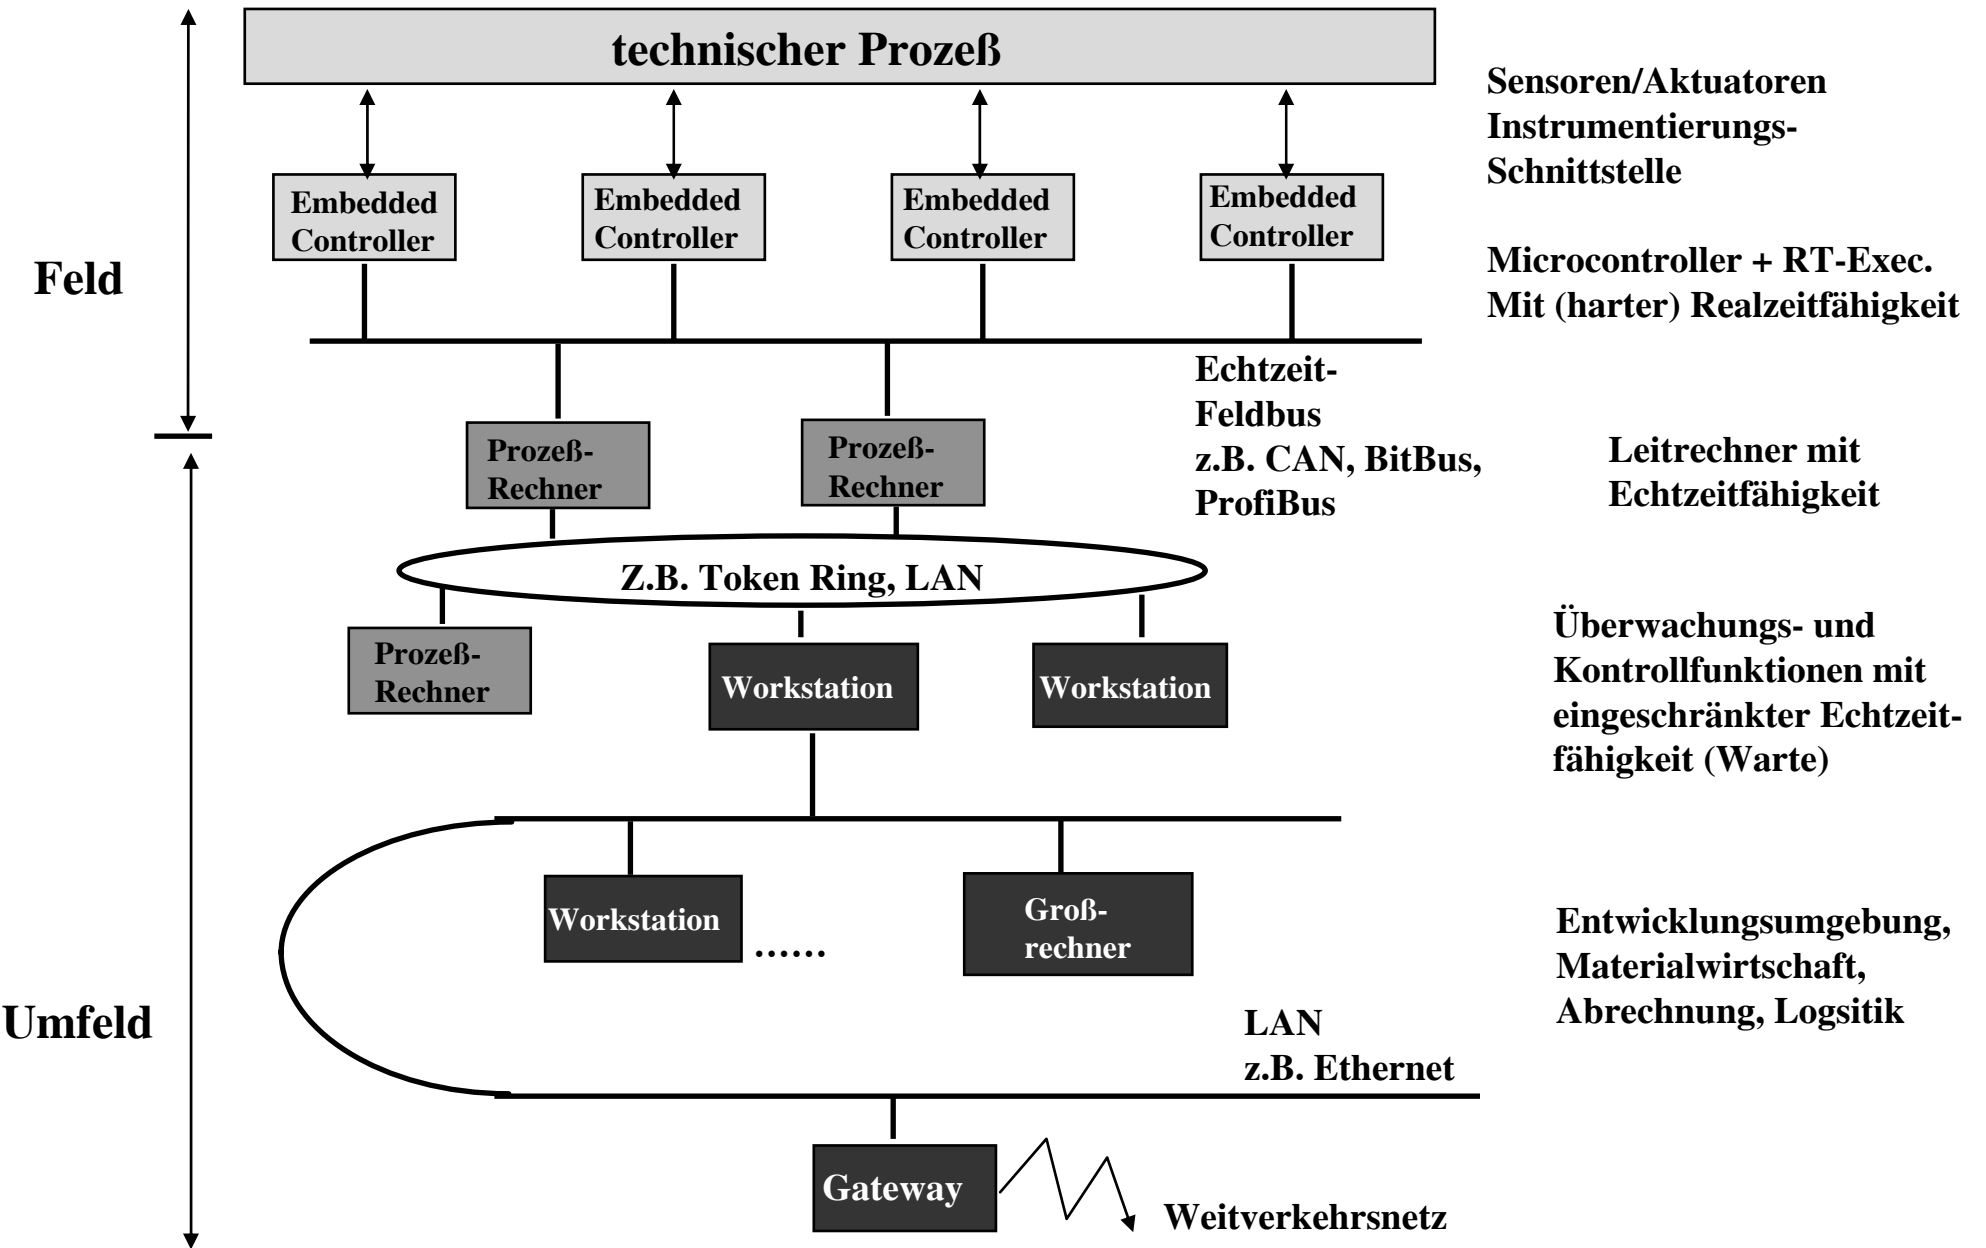 technischer Prozeß
Sensoren/Aktuatoren
Instrumentierungs-
Schnittstelle
Embedded
Controller
Embedded
Controller
Embedded
Controller
Embedded
Controller
Microcontroller + RT-Exec.
Mit (harter) Realzeitfähigkeit
Feld
Echtzeit-
Feldbus
z.B. CAN, BitBus,
ProfiBus
Prozeß-
Rechner
Prozeß-
Rechner
Leitrechner mit
Echtzeitfähigkeit
Z.B. Token Ring, LAN
Prozeß-
Rechner
Workstation
Workstation
Überwachungs- und
Kontrollfunktionen mit
eingeschränkter Echtzeit-
fähigkeit (Warte)
Workstation
......
Groß-
rechner
Entwicklungsumgebung,
Materialwirtschaft,
Abrechnung, Logsitik
Umfeld
LAN
z.B. Ethernet
Gateway
Weitverkehrsnetz